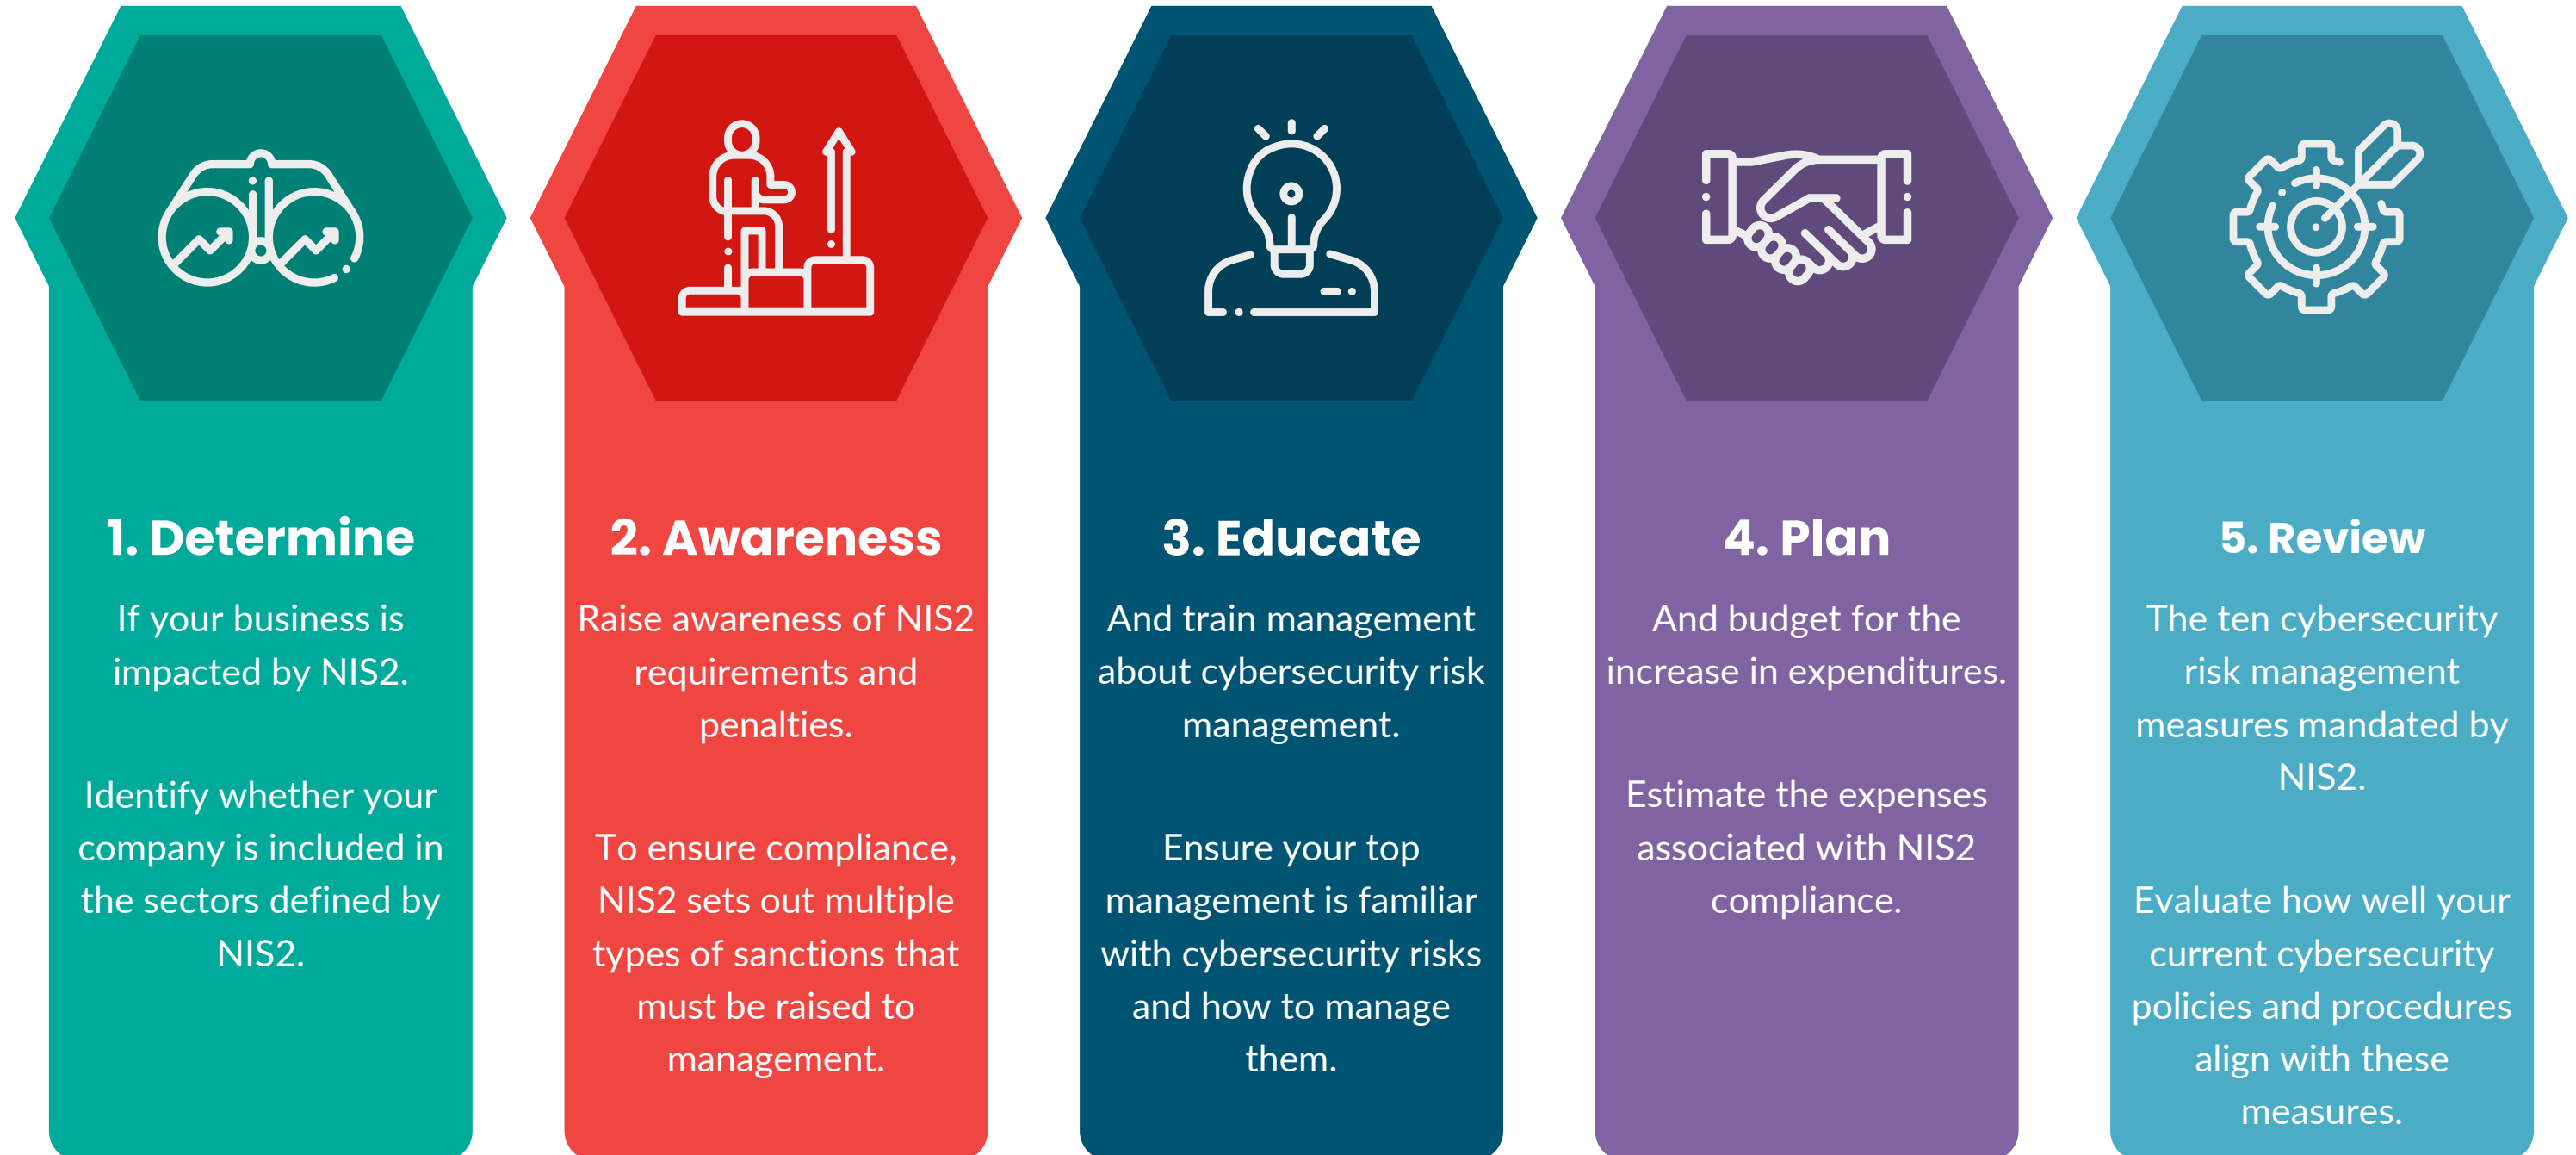 1. Determine
If your business is
impacted by NIS2.
Identify whether your
company is included in
the sectors defined by
NIS2.
2. Awareness
Raise awareness of NIS2
requirements and
penalties.
To ensure compliance,
NIS2 sets out multiple
types of sanctions that
must be raised to
management.
3. Educate
And train management
about cybersecurity risk
management.
Ensure your top
management is familiar
with cybersecurity risks
and how to manage
them.
4. Plan
And budget for the
increase in expenditures.
Estimate the expenses
associated with NIS2
compliance.
5. Review
The ten cybersecurity
risk management
measures mandated by
NIS2.
Evaluate how well your
current cybersecurity
policies and procedures
align with these
measures.